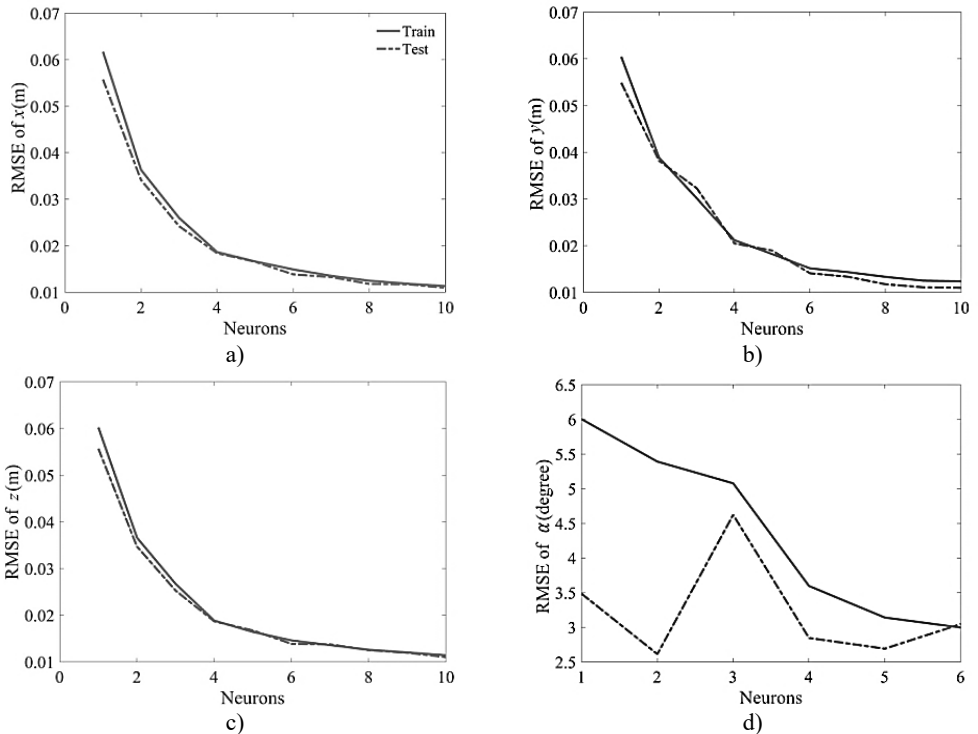 0.07
0.06
0.05
0.04
0.03
0.02
0.01
RMSE of x(m)
Train
Test
0 2 4 6 8 10
Neurons
a)
0.07
0.06
0.05
0.04
0.03
0.02
0.01
RMSE of y(m)
0 2 4 6 8 10
Neurons
b)
0.07
0.06
0.05
0.04
0.03
0.02
0.01
RMSE of z(m)
0 2 4 6 8 10
Neurons
c)
6.5
6
5.5
5
4.5
4
3.5
3
2.5
RMSE of α(degree)
1 2 3 4 5 6
Neurons
d)